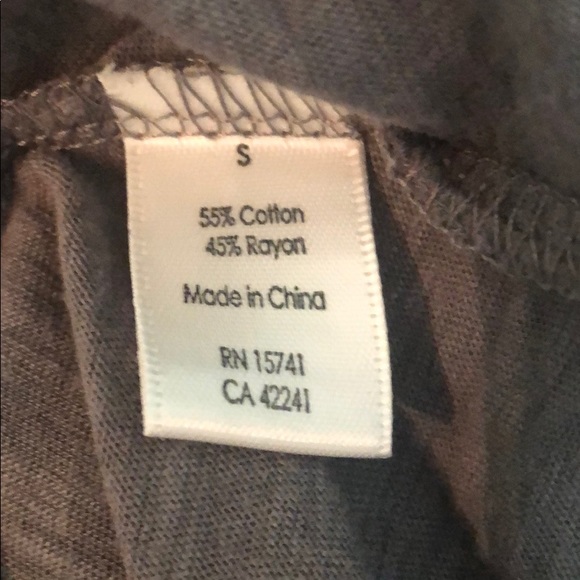 S
55% Cotton
45% Rayon
Made in China
RN 15741
CA 42241